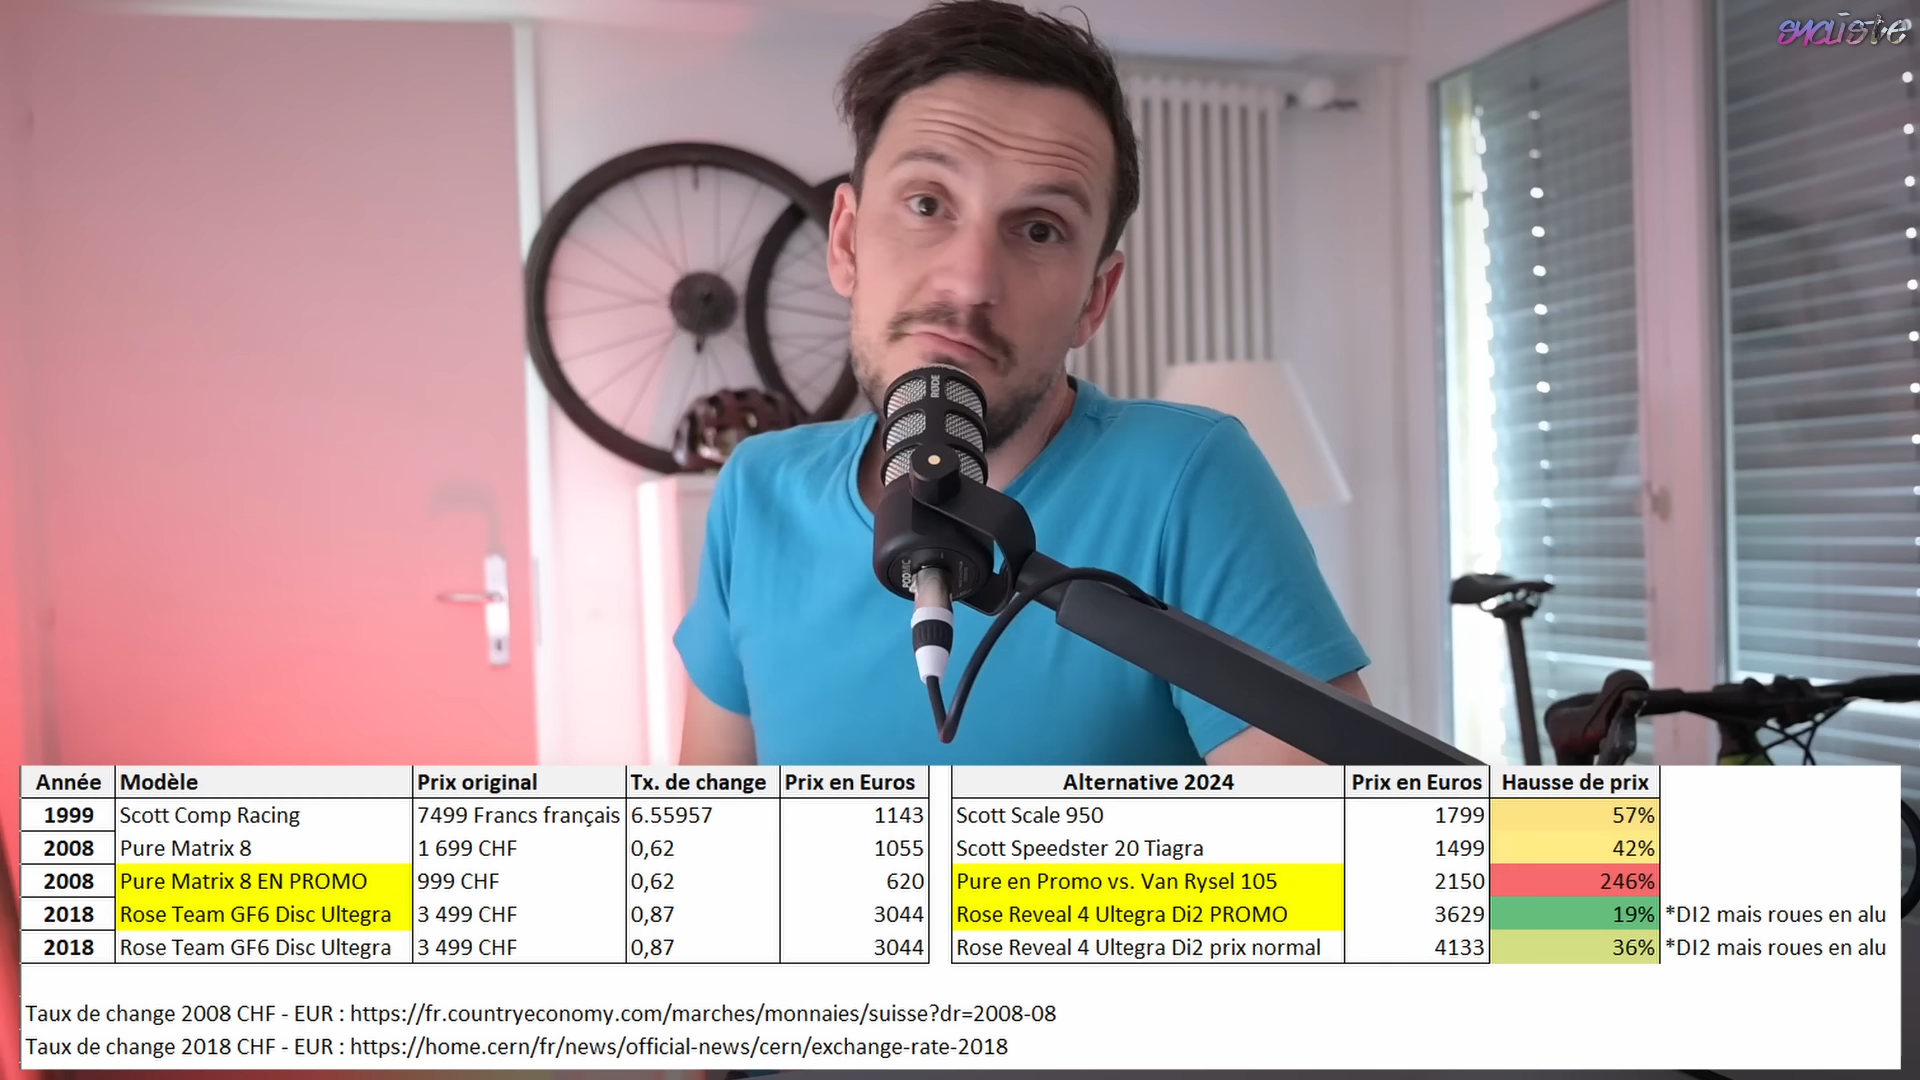 sycliste
RODE
PODMIC
Année Modèle Prix original Tx. de change Prix en Euros Alternative 2024 Prix en Euros Hausse de prix
1999 Scott Comp Racing 7499 Francs français 6.55957 1143 Scott Scale 950 1799 57%
2008 Pure Matrix 8 1 699 CHF 0,62 1055 Scott Speedster 20 Tiagra 1499 42%
2008 Pure Matrix 8 EN PROMO 999 CHF 0,62 620 Pure en Promo vs. Van Rysel 105 2150 246%
2018 Rose Team GF6 Disc Ultegra 3 499 CHF 0,87 3044 Rose Reveal 4 Ultegra Di2 PROMO 3629 19% *DI2 mais roues en alu
2018 Rose Team GF6 Disc Ultegra 3 499 CHF 0,87 3044 Rose Reveal 4 Ultegra Di2 prix normal 4133 36% *DI2 mais roues en alu
Taux de change 2008 CHF - EUR : https://fr.countryeconomy.com/marches/monnaies/suisse?dr=2008-08
Taux de change 2018 CHF - EUR : https://home.cern/fr/news/official-news/cern/exchange-rate-2018